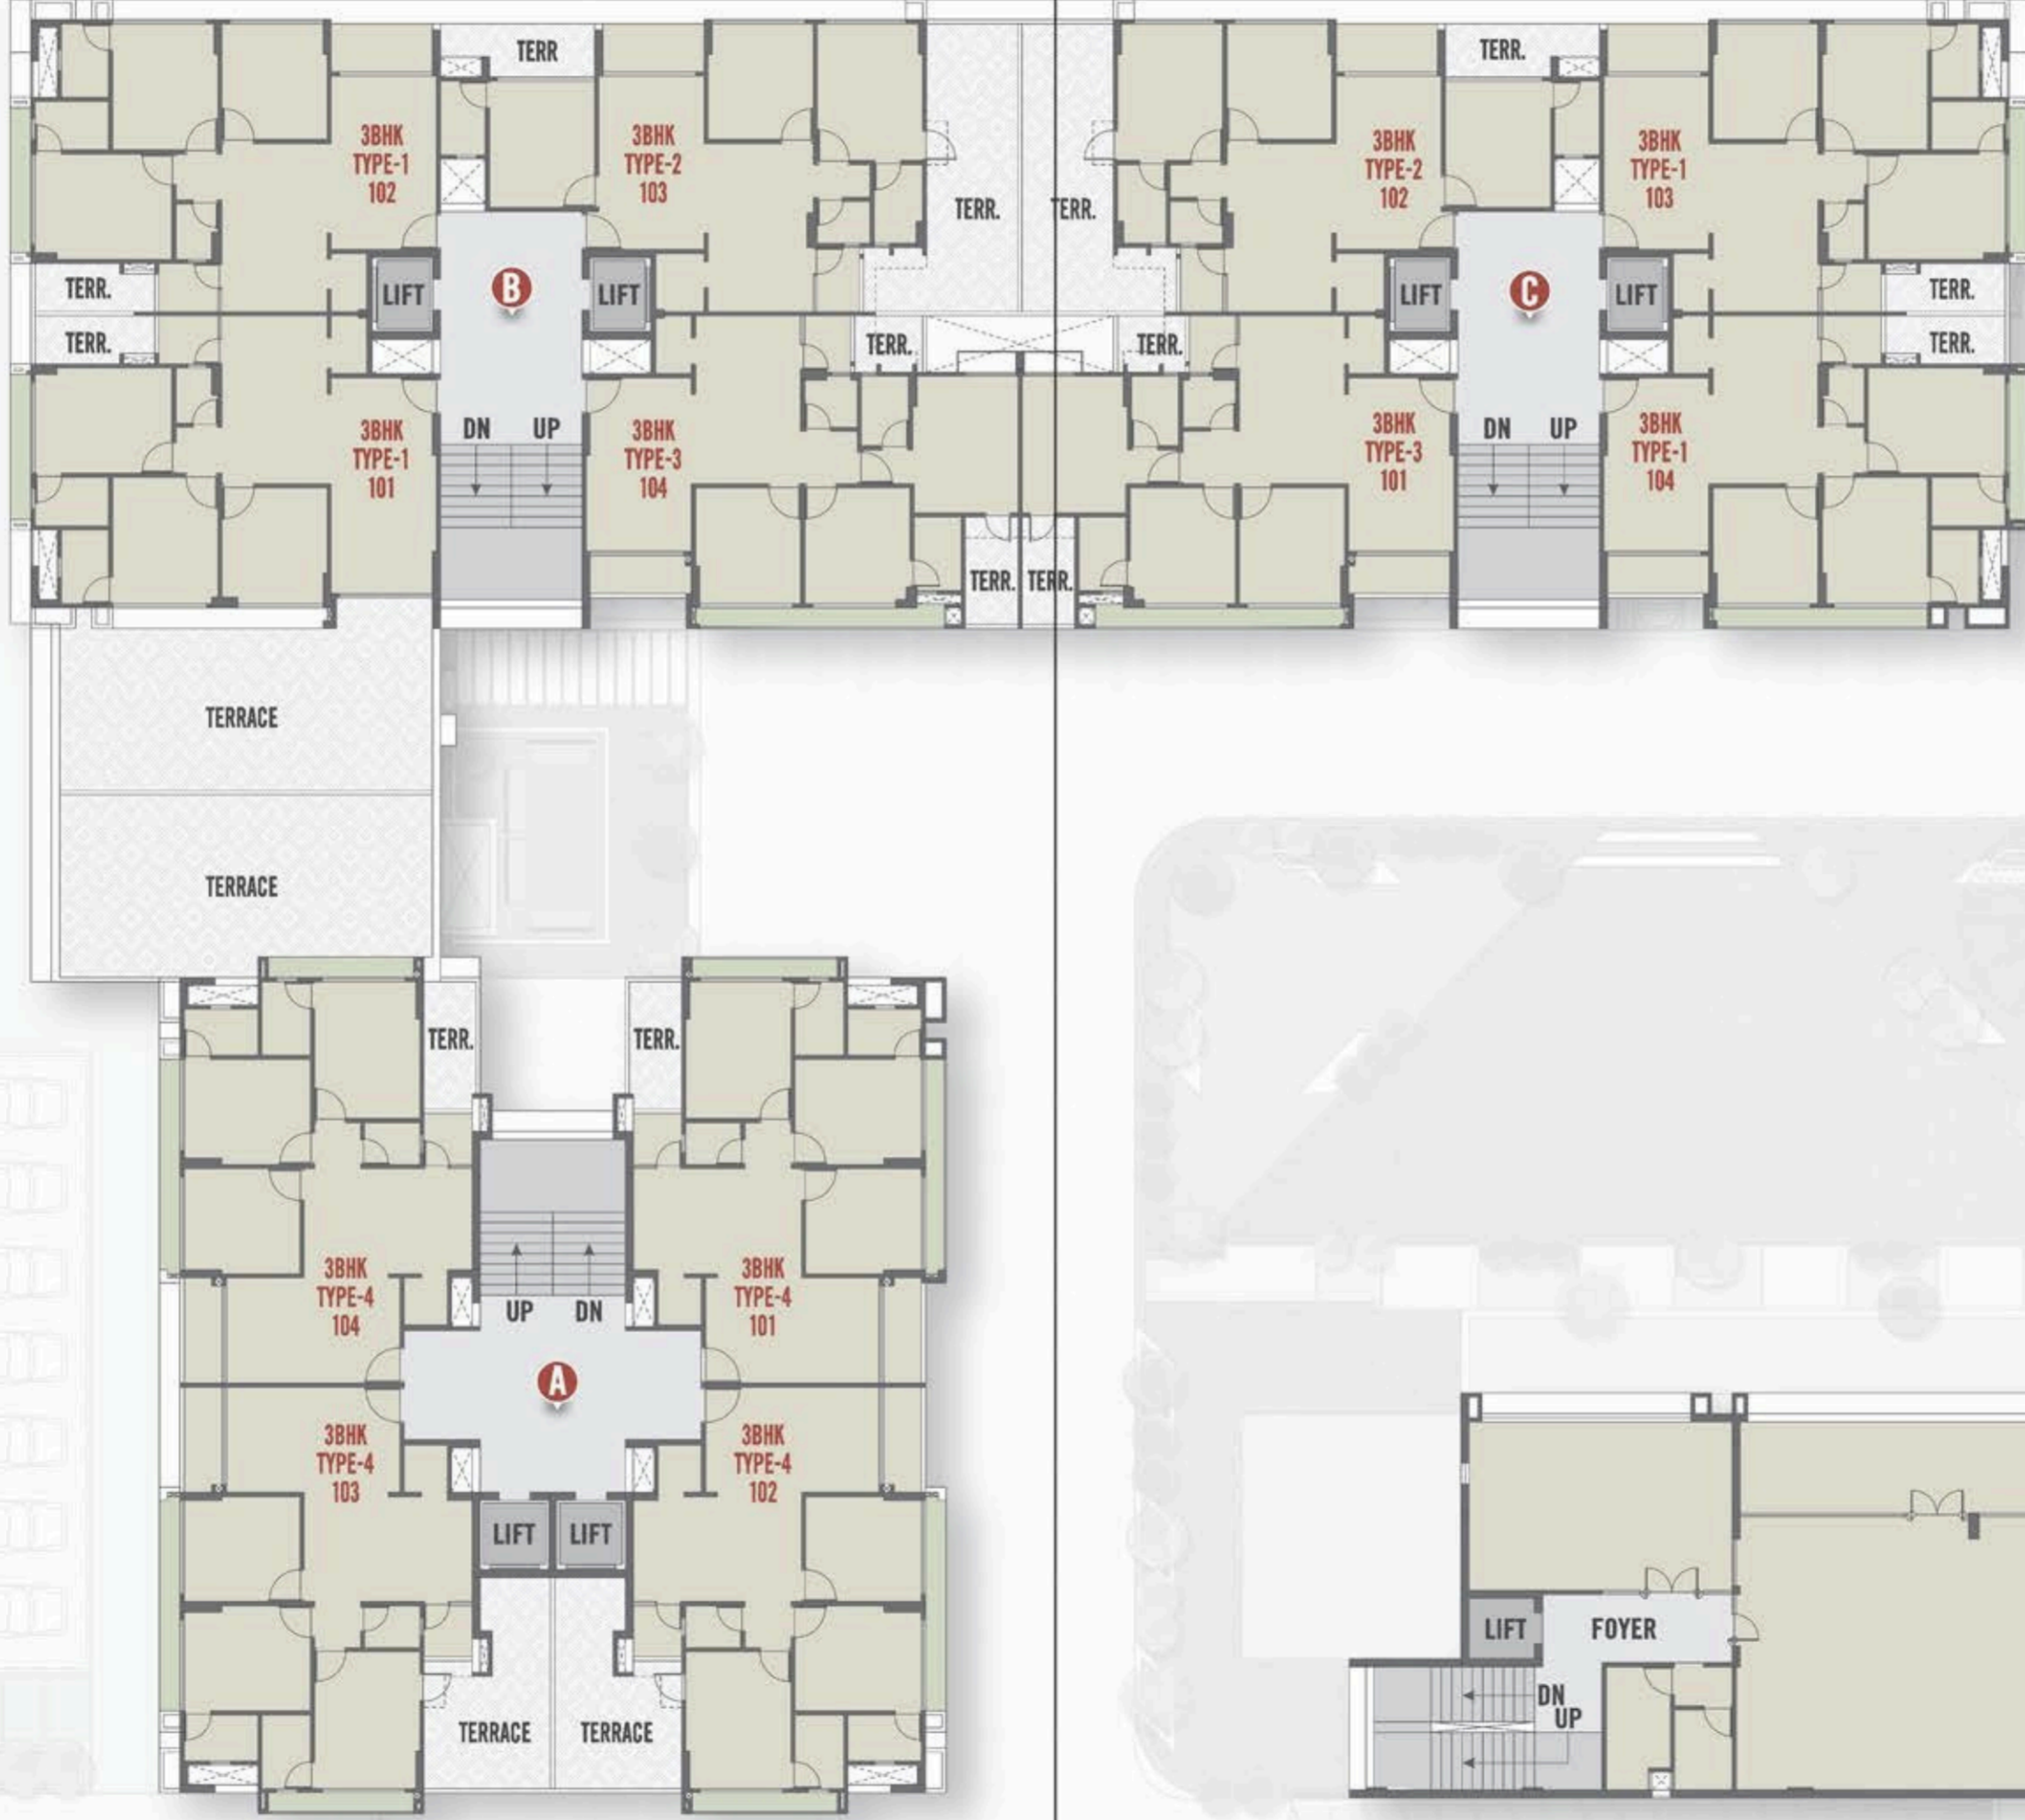 TERR
TERR.
3BHK
TYPE-1
102
3BHK
TYPE-2
103
3BHK
TYPE-2
102
3BHK
TYPE-1
103
TERR.
TERR.
LIFT
B
LIFT
LIFT
C
LIFT
TERR.
TERR.
TERR.
TERR.
TERR.
TERR.
DN
UP
DN
UP
3BHK
TYPE-1
101
3BHK
TYPE-3
104
3BHK
TYPE-3
101
3BHK
TYPE-1
104
TERR.
TERR.
TERRACE
TERRACE
TERR.
TERR.
3BHK
TYPE-4
104
3BHK
TYPE-4
101
UP
DN
A
3BHK
TYPE-4
103
3BHK
TYPE-4
102
LIFT
LIFT
TERRACE
TERRACE
LIFT
FOYER
DN
UP